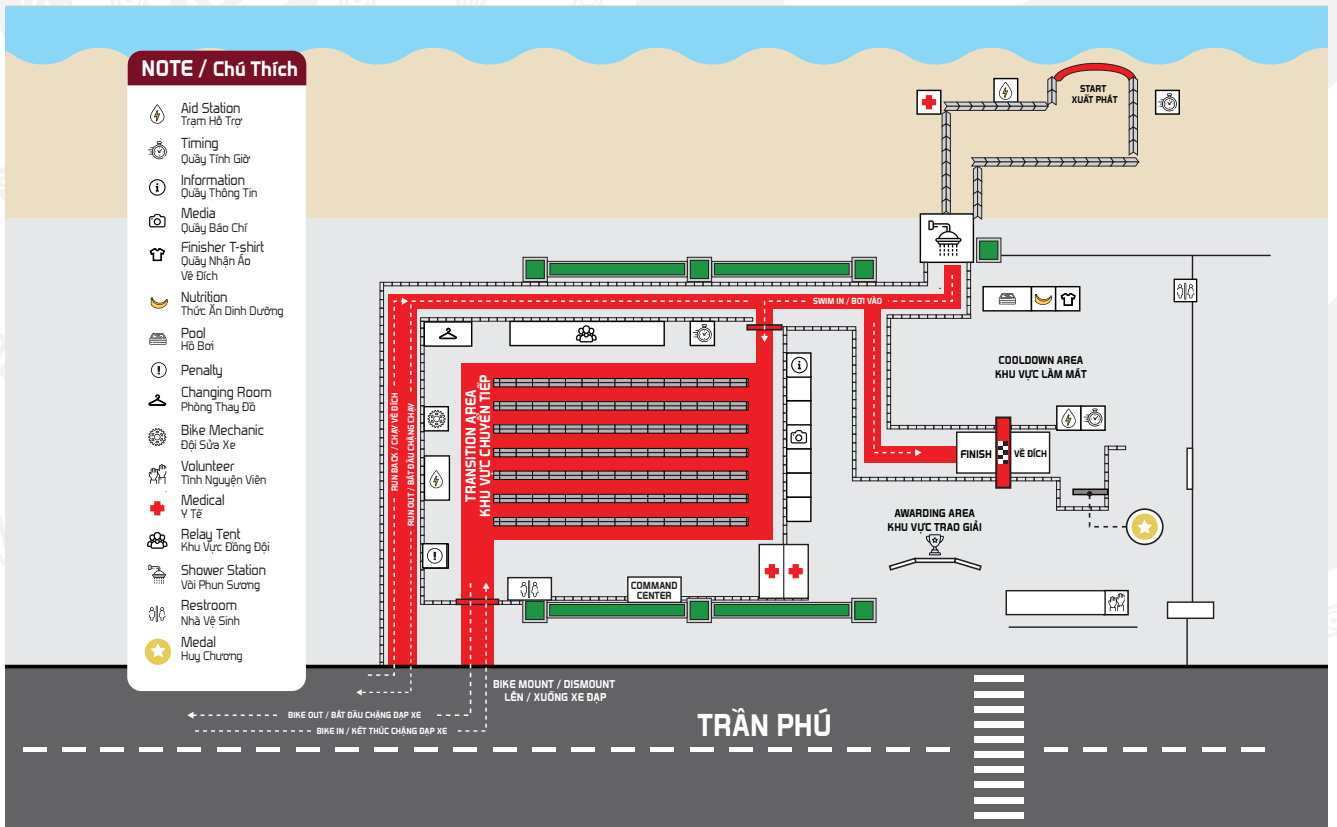 NOTE / Chú Thích
Aid Station
Trạm Hỗ Trợ
Timing
Quầy Tính Giờ
Information
Quầy Thông Tin
Media
Quầy Báo Chí
Finisher T-shirt
Quầy Nhận Áo
Về Đích
Nutrition
Thức Ăn Dinh Dưỡng
Pool
Hồ Bơi
Penalty
Changing Room
Phòng Thay Đồ
Bike Mechanic
Đội Sửa Xe
Volunteer
Tình Nguyện Viên
Medical
Y Tế
Relay Tent
Khu Vực Đồng Đội
Shower Station
Vòi Phun Sương
Restroom
Nhà Vệ Sinh
Medal
Huy Chương
START
XUẤT PHÁT
SWIM IN / BƠI VÀO
COOLDOWN AREA
KHU VỰC LÀM MÁT
RUN BACK / CHẠY VỀ ĐÍCH
RUN OUT / BẮT ĐẦU CHẶNG CHẠY
TRANSITION AREA
KHU VỰC CHUYỂN TIẾP
FINISH
VỀ ĐÍCH
AWARDING AREA
KHU VỰC TRAO GIẢI
COMMAND
CENTER
BIKE MOUNT / DISMOUNT
LÊN / XUỐNG XE ĐẠP
BIKE OUT / BẮT ĐẦU CHẶNG ĐẠP XE
BIKE IN / KẾT THÚC CHẶNG ĐẠP XE
TRẦN PHÚ